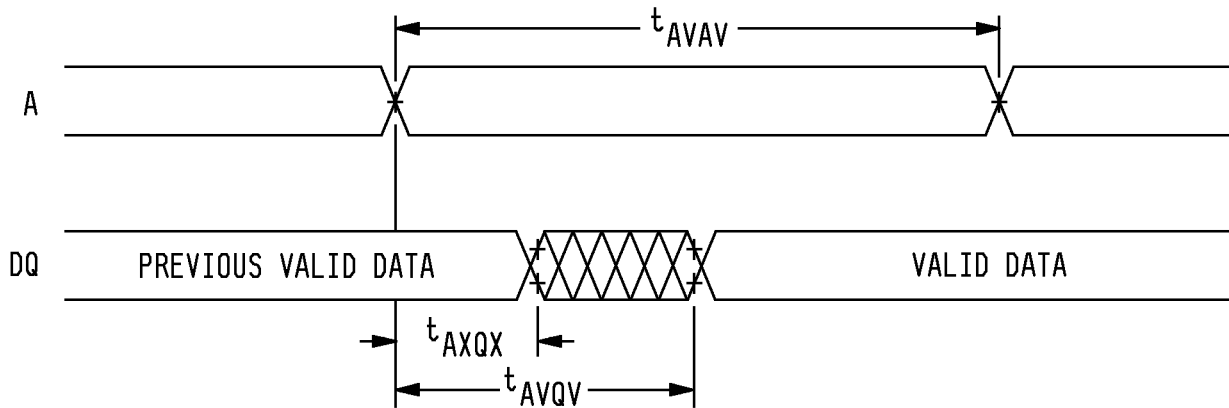 tAVAV
A
DQ
PREVIOUS VALID DATA
VALID DATA
tAXQX
tAVQV